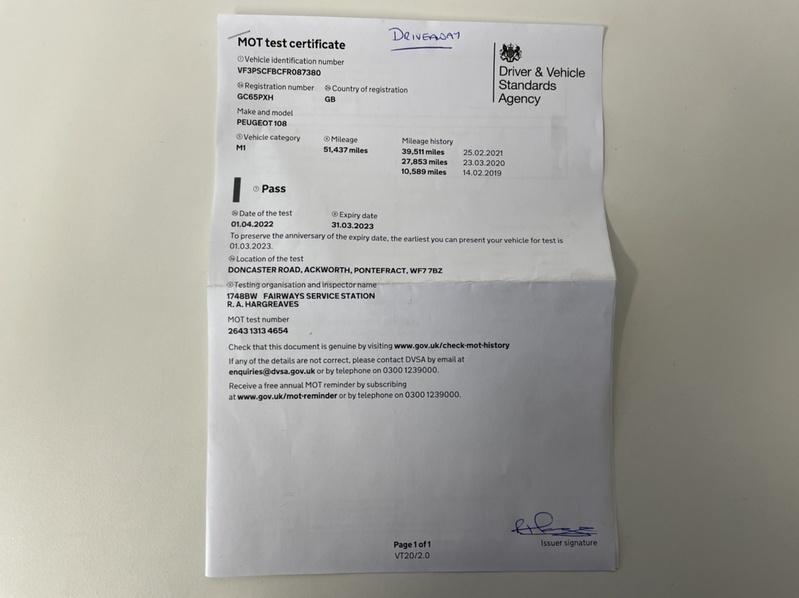 DRIVEAWAY
MOT test certificate
Driver & Vehicle
Standards
Agency
Vehicle identification number
VF3PSCFBCFR087380
Registration number Country of registration
GC65PXH GB
Make and model
PEUGEOT 108
Vehicle category Mileage Mileage history
M1 51,437 miles 39,511 miles 25.02.2021
27,853 miles 23.03.2020
10,589 miles 14.02.2019
Pass
Date of the test Expiry date
01.04.2022 31.03.2023
To preserve the anniversary of the expiry date, the earliest you can present your vehicle for test is
01.03.2023.
Location of the test
DONCASTER ROAD, ACKWORTH, PONTEFRACT, WF7 7BZ
Testing organisation and inspector name
1748BW FAIRWAYS SERVICE STATION
R. A. HARGREAVES
MOT test number
2643 1313 4654
Check that this document is genuine by visiting www.gov.uk/check-mot-history
If any of the details are not correct, please contact DVSA by email at
enquiries@dvsa.gov.uk or by telephone on 0300 1239000.
Receive a free annual MOT reminder by subscribing
at www.gov.uk/mot-reminder or by telephone on 0300 1239000.
Issuer signature
Page 1 of 1
VT20/2.0